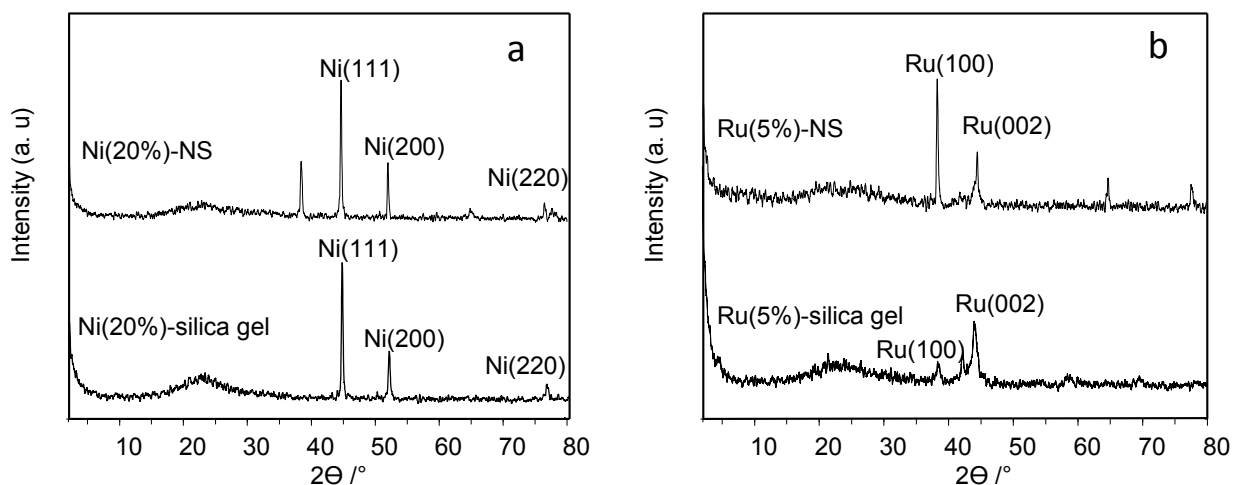 a
Ni(111)
Ni(20%)-NS
Ni(200)
Ni(220)
Ni(111)
Ni(20%)-silica gel
Ni(200)
Ni(220)
Intensity (a. u)
10 20 30 40 50 60 70 80
2ϴ /°
b
Ru(100)
Ru(5%)-NS
Ru(002)
Ru(5%)-silica gel
Ru(002)
Ru(100)
Intensity (a. u)
10 20 30 40 50 60 70 80
2ϴ /°